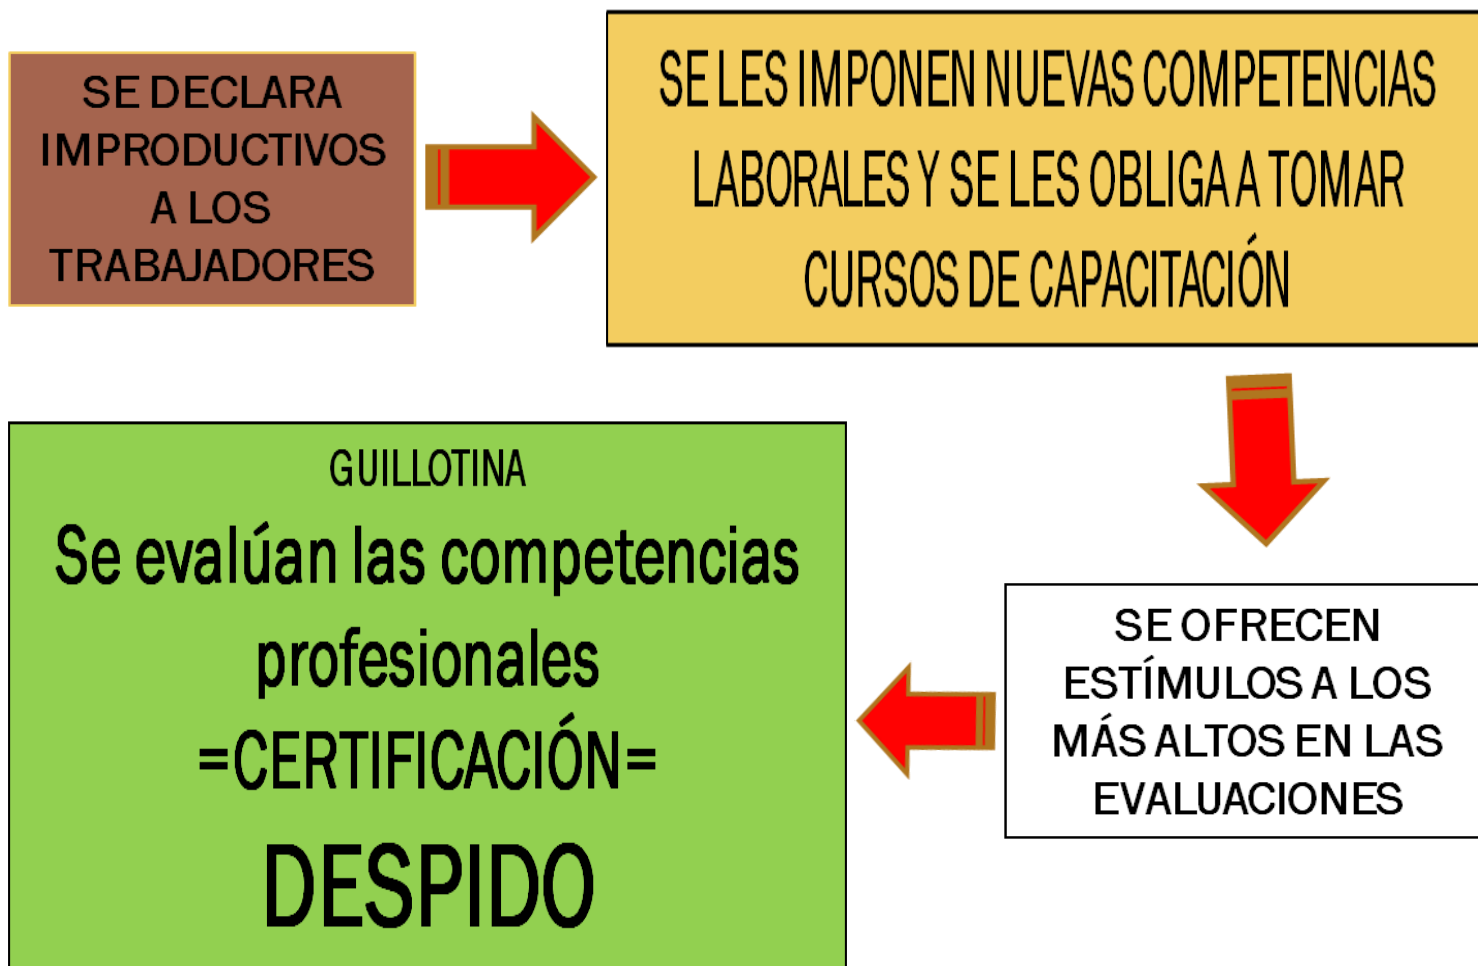 SE DECLARA
IMPRODUCTIVOS
A LOS
TRABAJADORES
SE LES IMPONEN NUEVAS COMPETENCIAS
LABORALES Y SE LES OBLIGA A TOMAR
CURSOS DE CAPACITACIÓN
SE OFRECEN
ESTÍMULOS A LOS
MÁS ALTOS EN LAS
EVALUACIONES
GUILLOTINA
Se evalúan las competencias
profesionales
=CERTIFICACIÓN=
DESPIDO